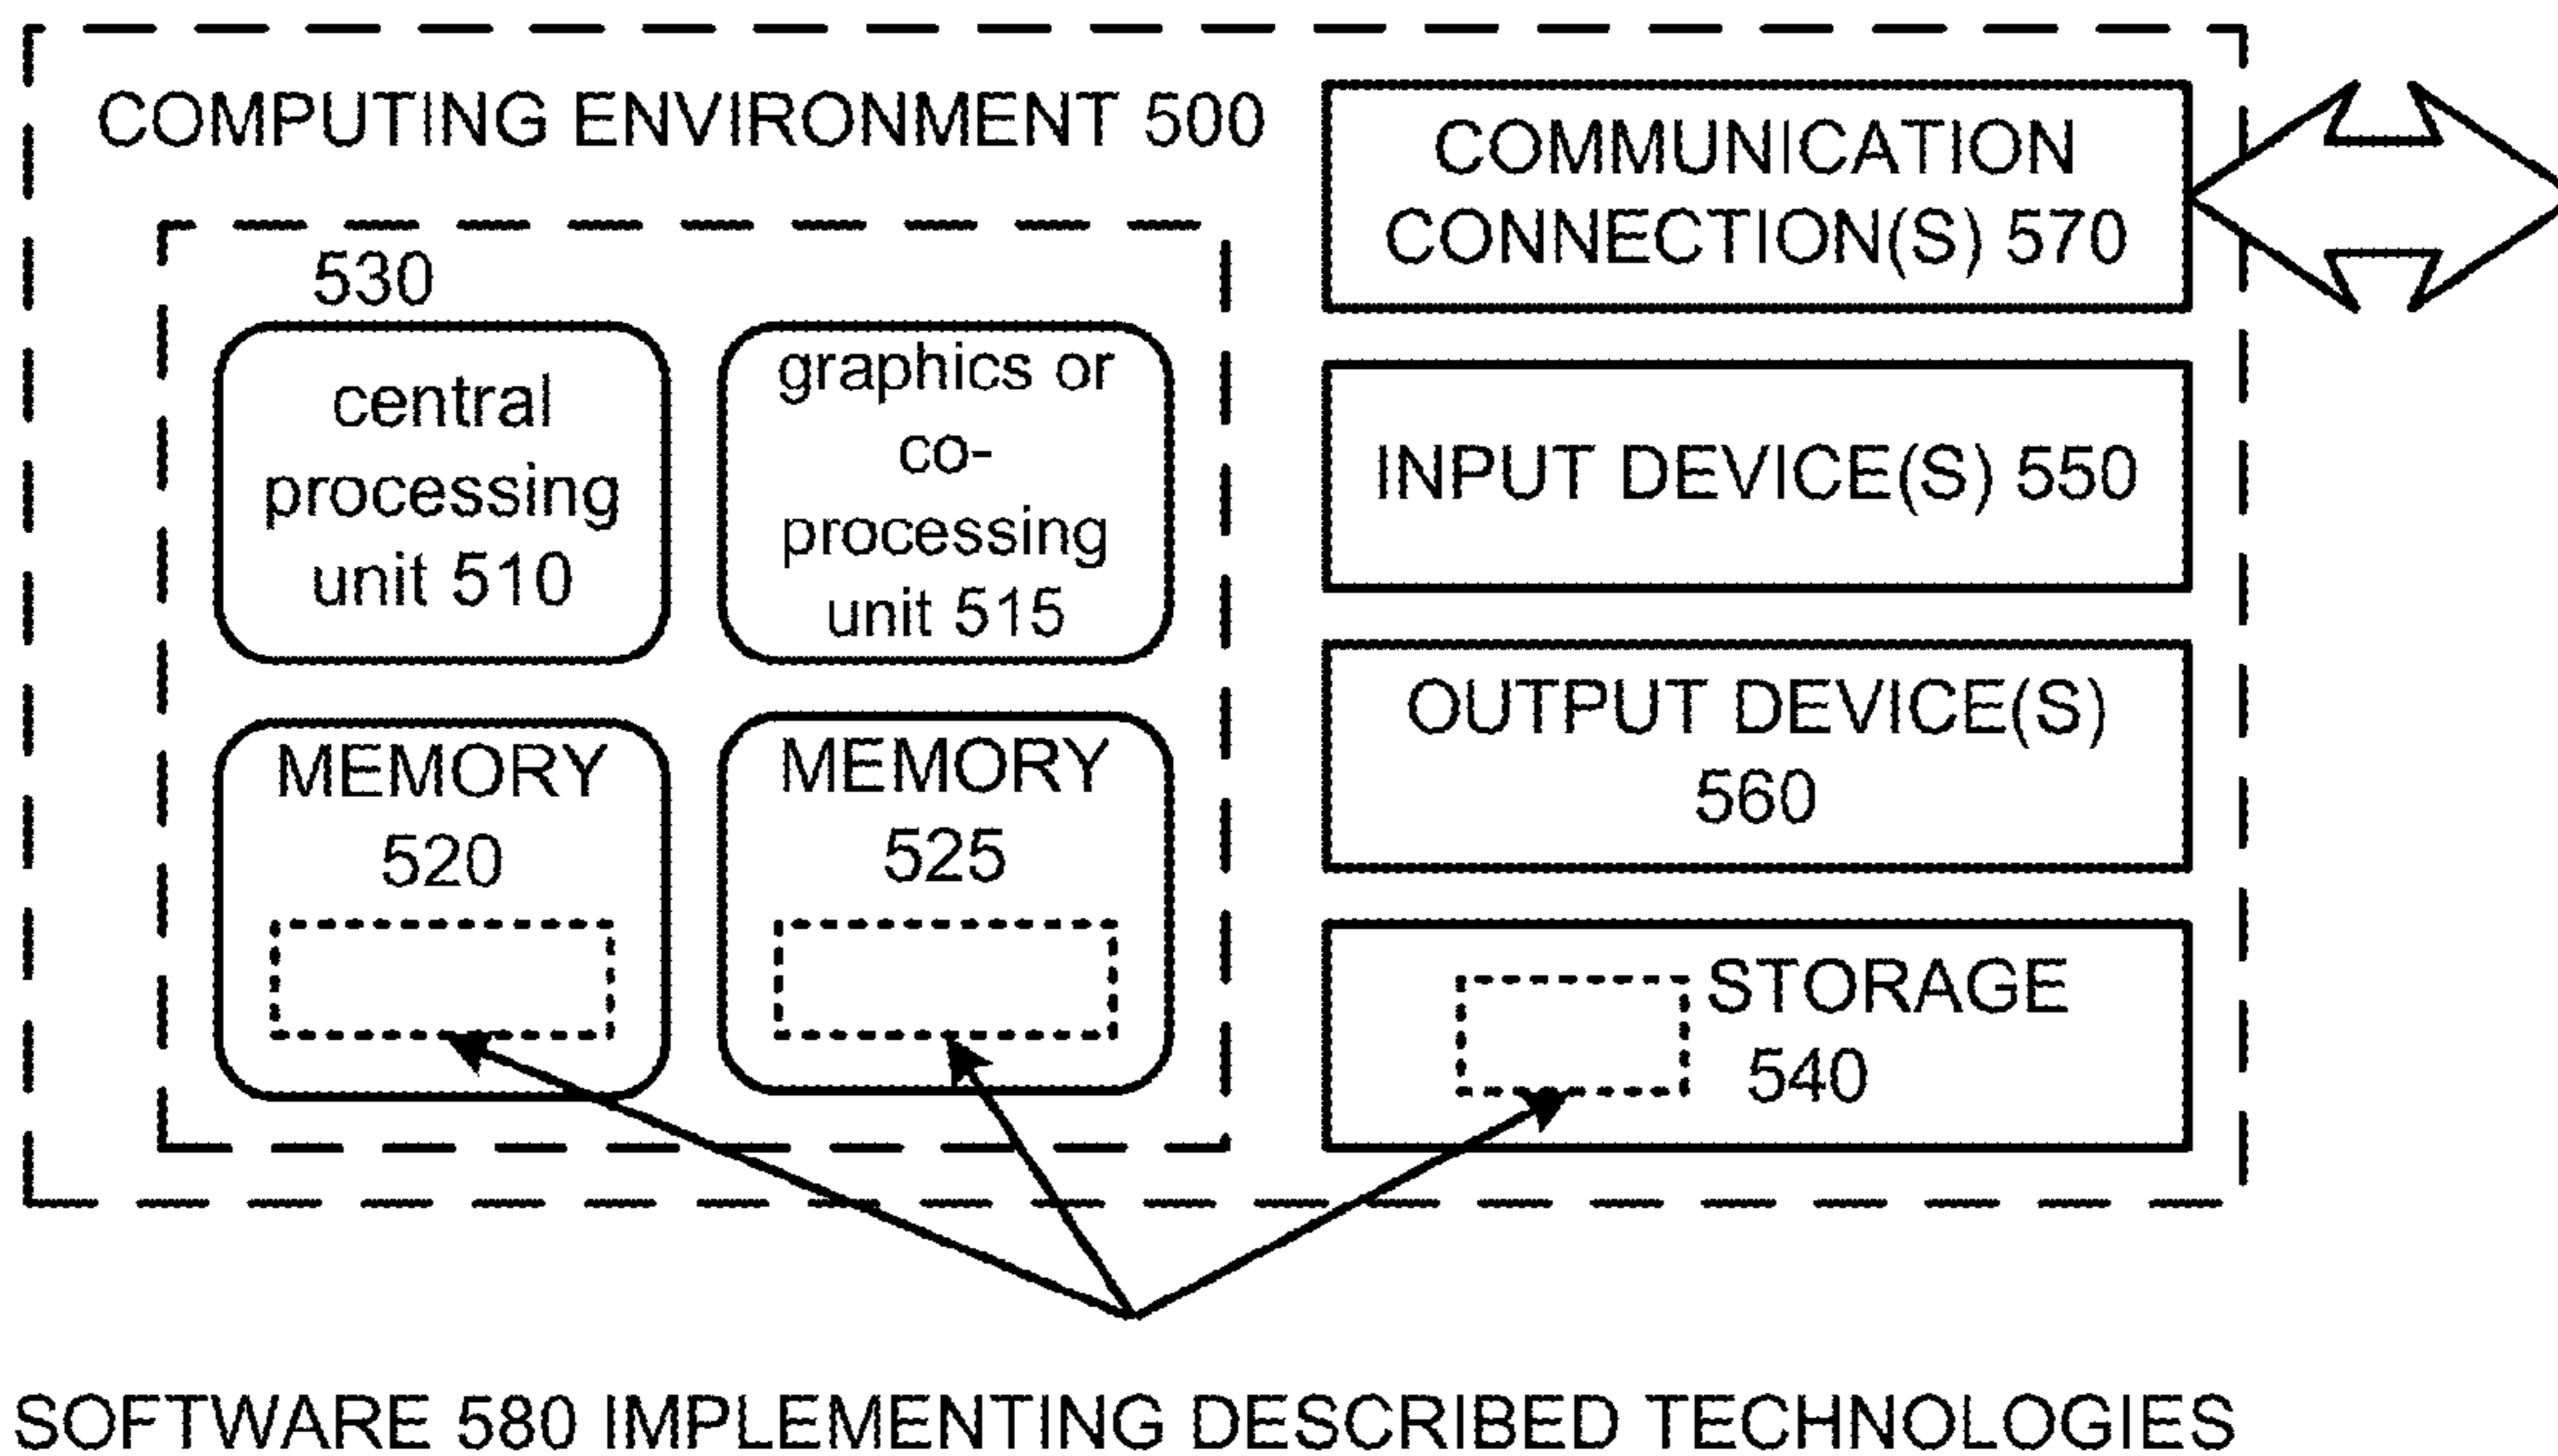 COMPUTING ENVIRONMENT 500
530
central
processing
unit 510
graphics or
co-
processing
unit 515
MEMORY
520
MEMORY
525
COMMUNICATION
CONNECTION(S) 570
INPUT DEVICE(S) 550
OUTPUT DEVICE(S)
560
STORAGE
540
SOFTWARE 580 IMPLEMENTING DESCRIBED TECHNOLOGIES